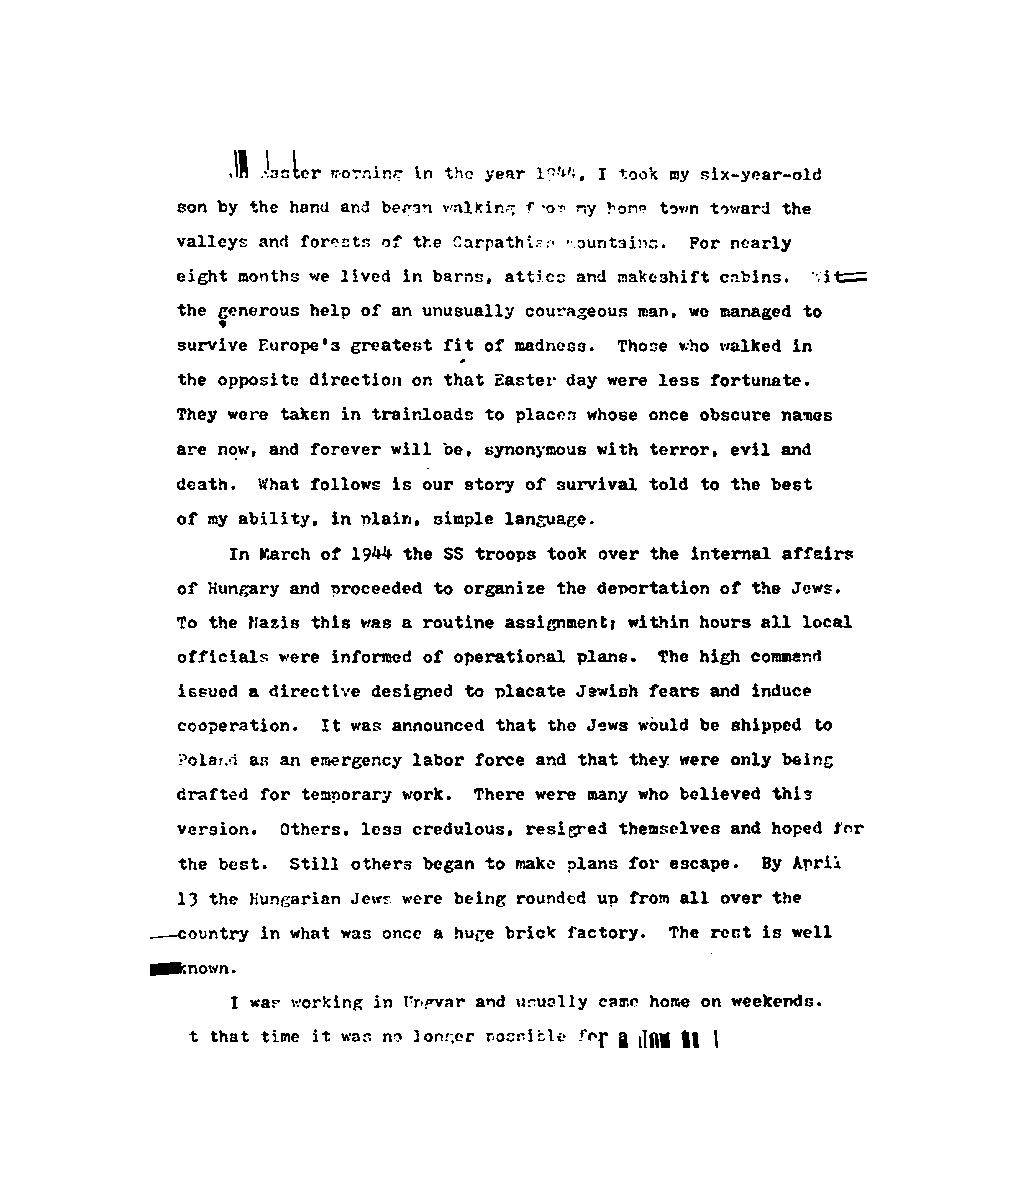 Easter morning in the year 1944, I took my six-year-old
son by the hand and began walking from my home town toward the
valleys and forests of the Carpathian mountains. For nearly
eight months we lived in barns, attics and makeshift cabins.
the generous help of an unusually courageous man, we managed to
survive Europe's greatest fit of madness. Those who walked in
the opposite direction on that Easter day were less fortunate.
They were taken in trainloads to places whose once obscure names
are now, and forever will be, synonymous with terror, evil and
death. What follows is our story of survival told to the best
of my ability, in plain, simple language.
In March of 1944 the SS troops took over the internal affairs
of Hungary and proceeded to organize the deportation of the Jews.
To the Nazis this was a routine assignment; within hours all local
officials were informed of operational plans. The high command
issued a directive designed to placate Jewish fears and induce
cooperation. It was announced that the Jews would be shipped to
Poland as an emergency labor force and that they were only being
drafted for temporary work. There were many who believed this
version. Others, less credulous, resigned themselves and hoped for
the best. Still others began to make plans for escape. By April
13 the Hungarian Jews were being rounded up from all over the
country in what was once a huge brick factory. The rest is well
known.
I was working in Ungvar and usually came home on weekends.
t that time it was no longer possible for a Jew